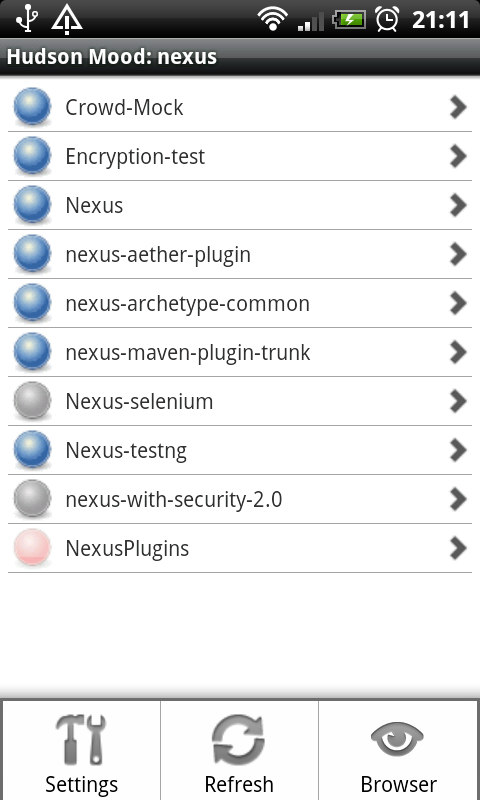 21:11
Hudson Mood: nexus
Crowd-Mock
Encryption-test
Nexus
nexus-aether-plugin
nexus-archetype-common
nexus-maven-plugin-trunk
Nexus-selenium
Nexus-testng
nexus-with-security-2.0
NexusPlugins
Settings
Refresh
Browser